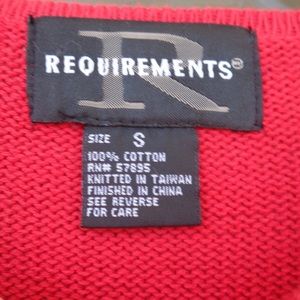 R
REQUIREMENTS
SIZE S
100% COTTON
RN# 57895
KNITTED IN TAIWAN
FINISHED IN CHINA
SEE REVERSE
FOR CARE